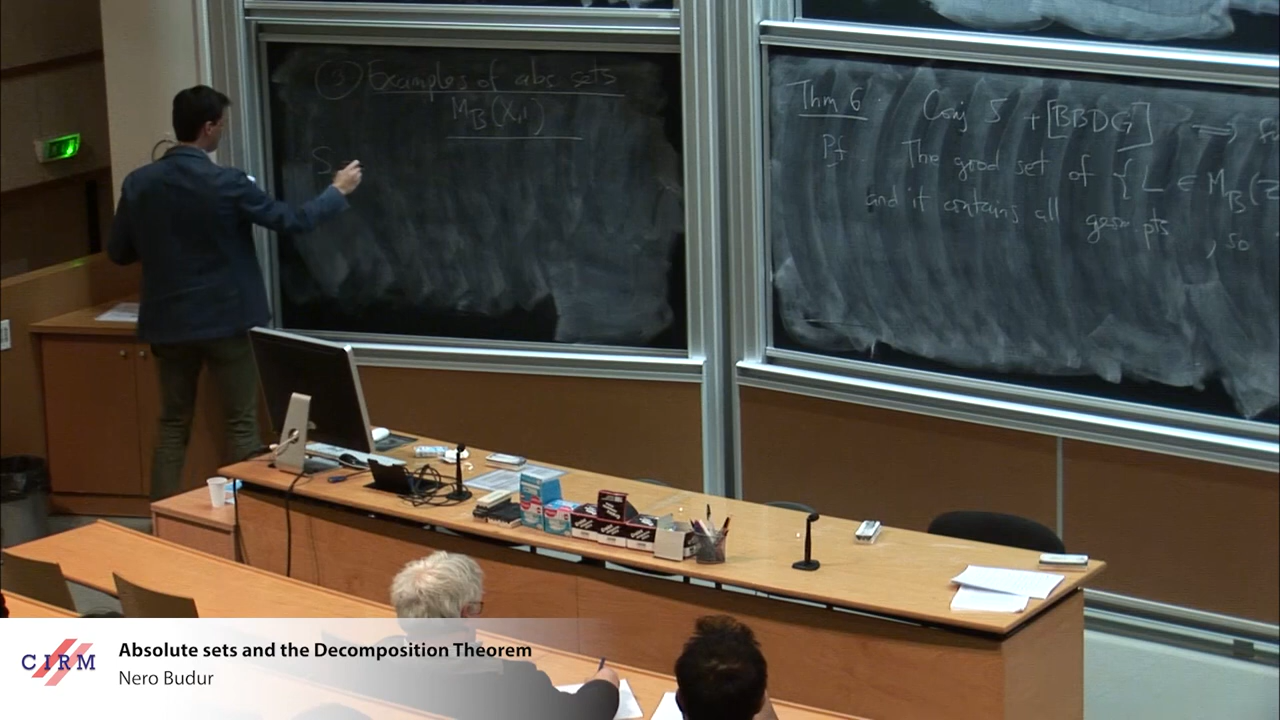 ③ Examples of abs sets
M_B(X,1)
S
Thm 6. Conj 5 + [BBDG] ⟹
Pf The good set of { L ∈ M_B(
and it contains all geom. pts, so
CIRM
Absolute sets and the Decomposition Theorem
Nero Budur